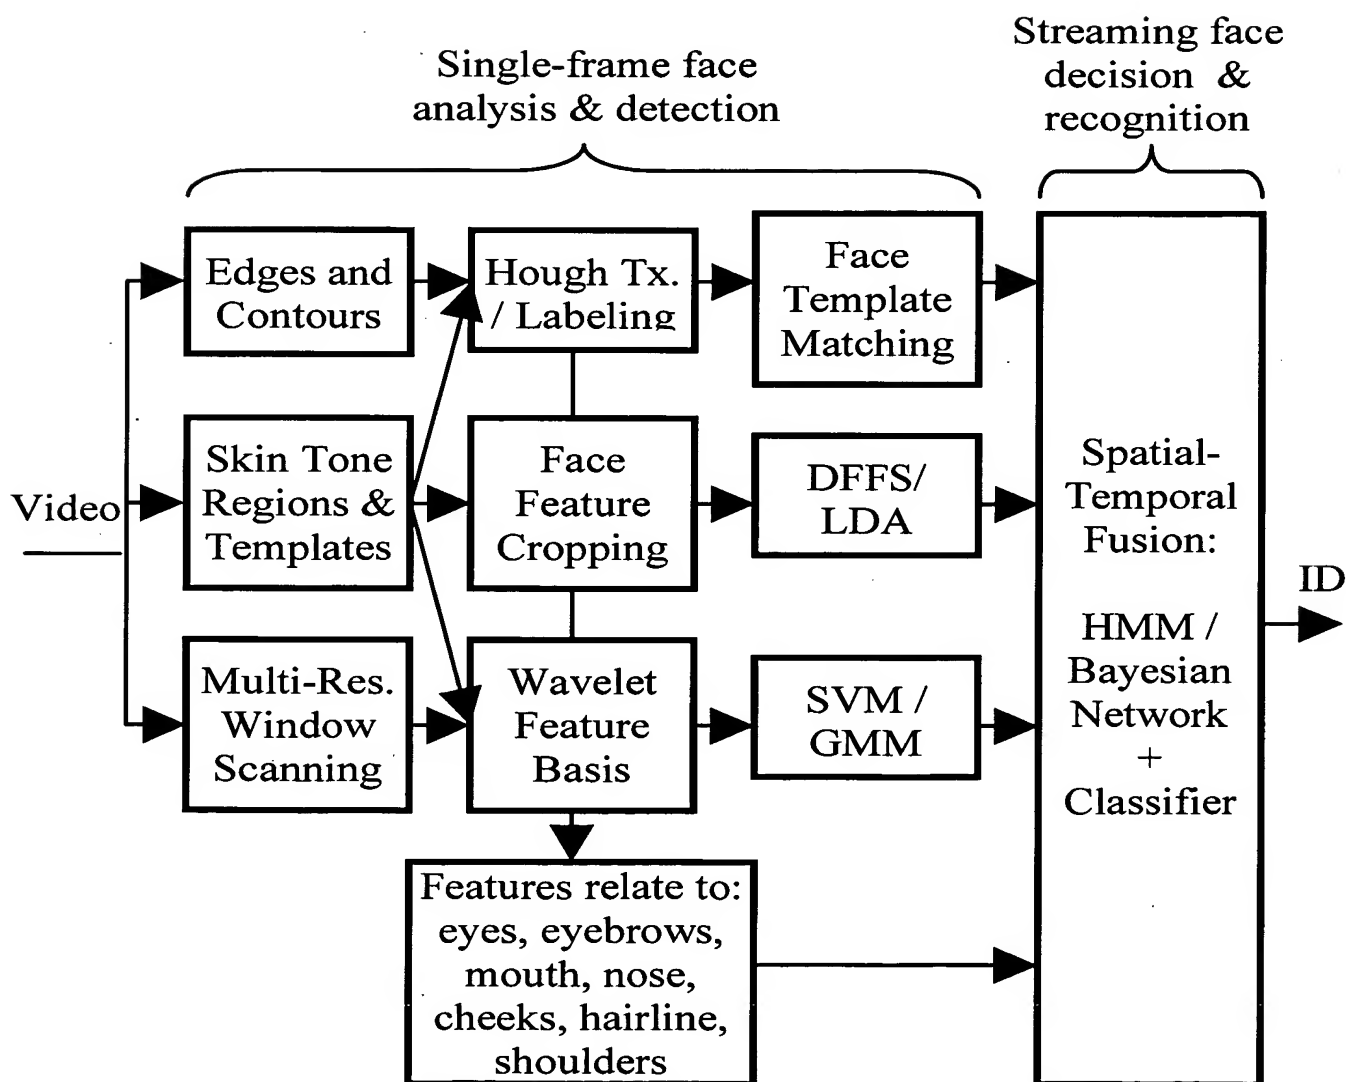 Single-frame face
analysis & detection
Streaming face
decision &
recognition
Edges and
Contours
Hough Tx.
/ Labeling
Face
Template
Matching
Video
Skin Tone
Regions &
Templates
Face
Feature
Cropping
DFFS/
LDA
Multi-Res.
Window
Scanning
Wavelet
Feature
Basis
SVM /
GMM
Spatial-
Temporal
Fusion:
HMM /
Bayesian
Network
+
Classifier
ID
Features relate to:
eyes, eyebrows,
mouth, nose,
cheeks, hairline,
shoulders